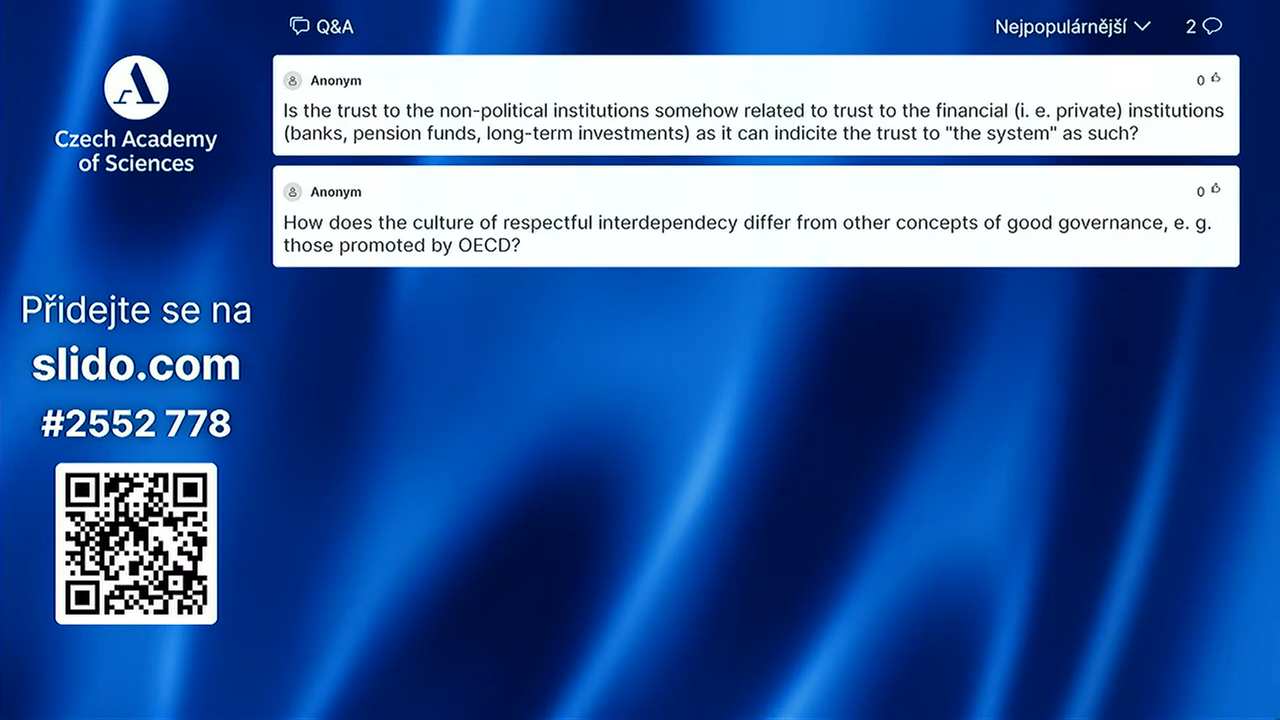 Q&A
Nejpopulárnější
2
Czech Academy
of Sciences
Anonym
0
Is the trust to the non-political institutions somehow related to trust to the financial (i. e. private) institutions
(banks, pension funds, long-term investments) as it can indicite the trust to "the system" as such?
Anonym
0
How does the culture of respectful interdependecy differ from other concepts of good governance, e. g.
those promoted by OECD?
Přidejte se na
slido.com
#2552 778